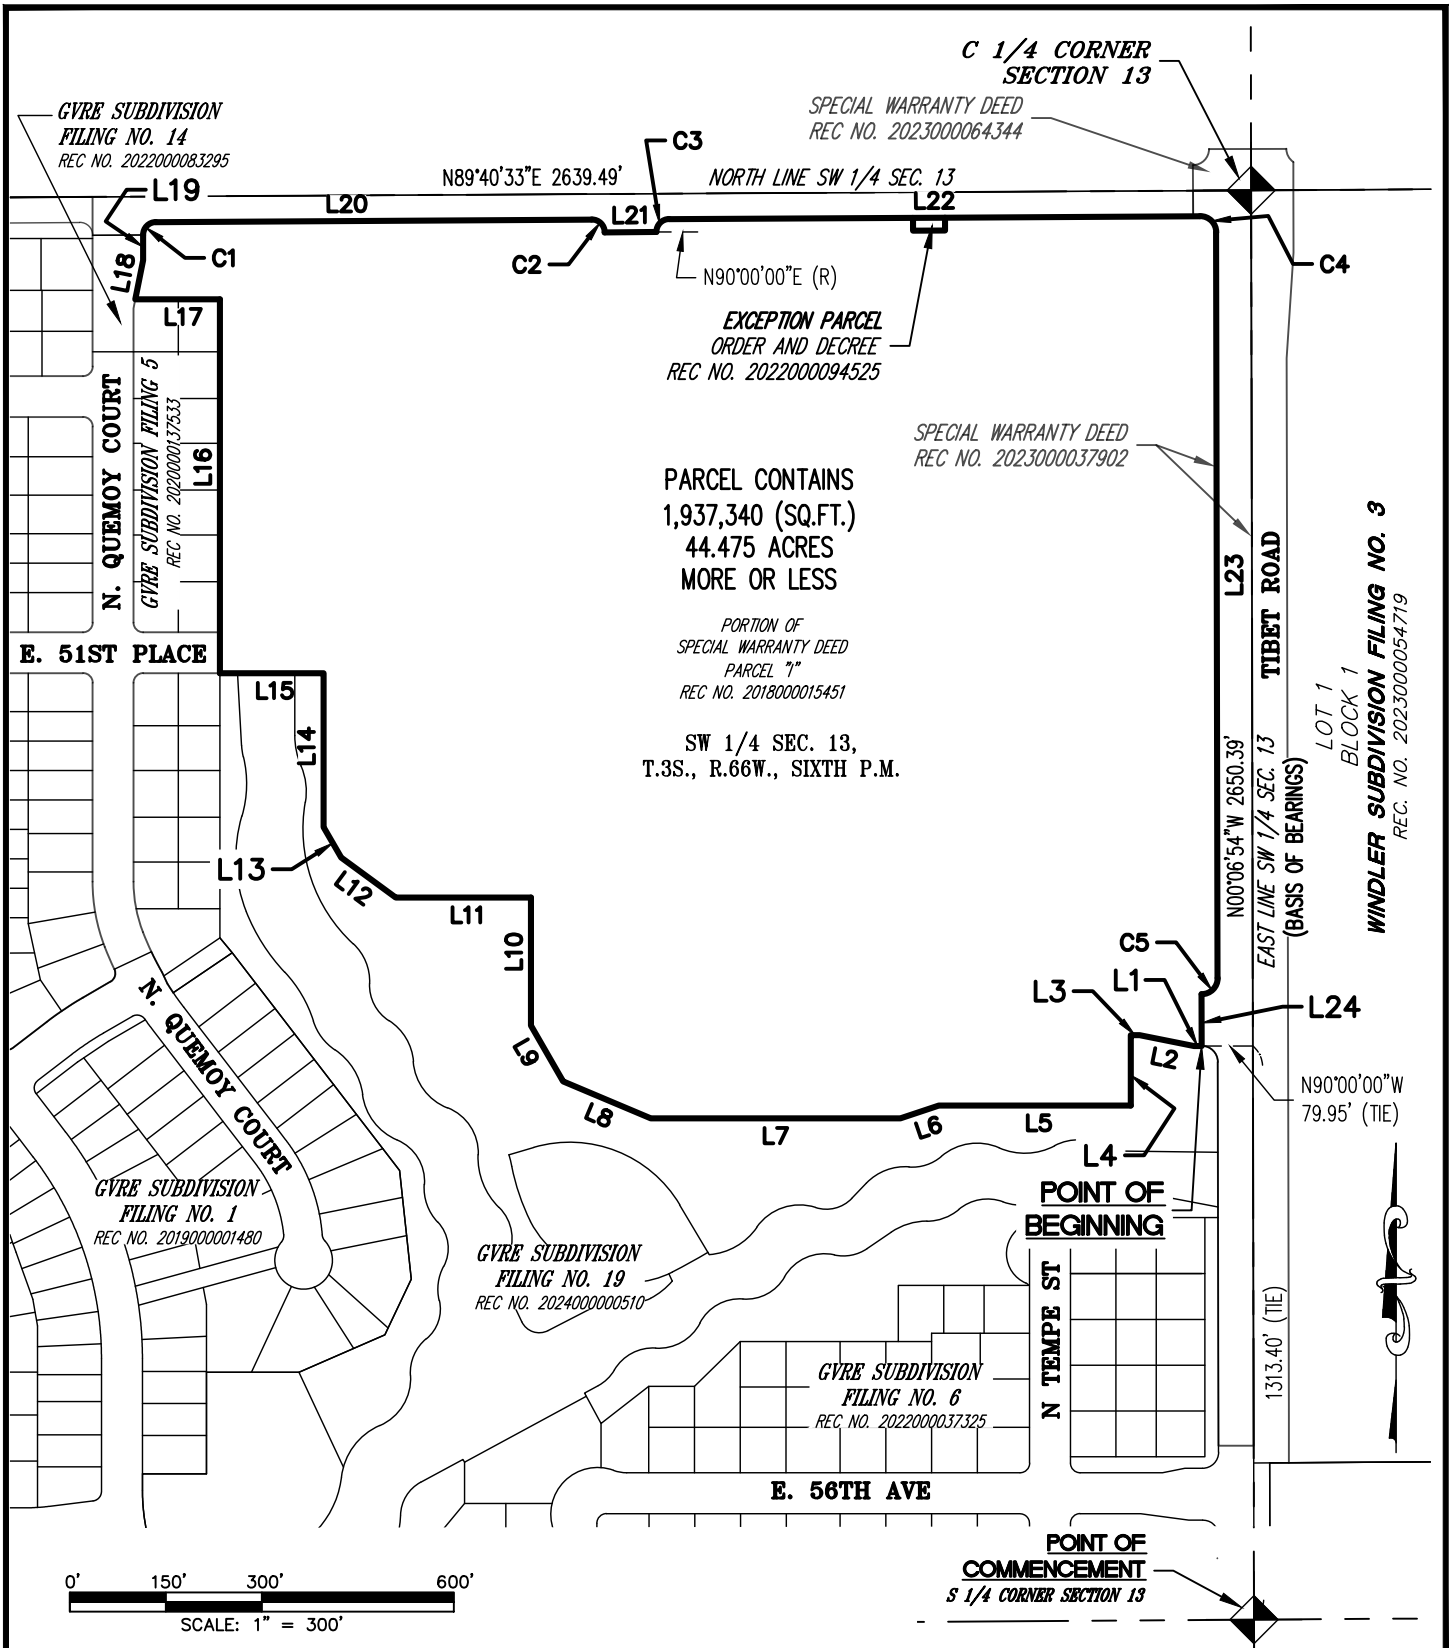 C 1/4 CORNER
SECTION 13
SPECIAL WARRANTY DEED
REC NO. 2023000064344
GVRE SUBDIVISION
FILING NO. 14
REC NO. 2022000083295
C3
L19
N89°40'33"E 2639.49'
NORTH LINE SW 1/4 SEC. 13
L20
L21
L22
C1
C2
C4
L18
N90°00'00"E (R)
L17
EXCEPTION PARCEL
ORDER AND DECREE
REC NO. 2022000094525
N. QUEMOY COURT
GVRE SUBDIVISION FILING 5
REC NO. 2020000137533
L16
SPECIAL WARRANTY DEED
REC NO. 2023000037902
PARCEL CONTAINS
1,937,340 (SQ.FT.)
44.475 ACRES
MORE OR LESS
PORTION OF
SPECIAL WARRANTY DEED
PARCEL "1"
REC NO. 2018000015451
SW 1/4 SEC. 13,
T.3S., R.66W., SIXTH P.M.
L23
TIBET ROAD
LOT 1
BLOCK 1
WINDLER SUBDIVISION FILING NO. 3
REC. NO. 2023000054719
E. 51ST PLACE
L15
L14
N00°06'54"W 2650.39'
EAST LINE SW 1/4 SEC. 13
(BASIS OF BEARINGS)
L13
L12
L11
L10
C5
L1
L3
L24
L2
L9
N. QUEMOY COURT
N90°00'00"W
79.95' (TIE)
L8
L7
L6
L5
L4
POINT OF
BEGINNING
GVRE SUBDIVISION
FILING NO. 1
REC NO. 2019000001480
GVRE SUBDIVISION
FILING NO. 19
REC NO. 2024000000510
N TEMPE ST
1313.40' (TIE)
GVRE SUBDIVISION
FILING NO. 6
REC NO. 2022000037325
E. 56TH AVE
POINT OF
COMMENCEMENT
S 1/4 CORNER SECTION 13
0' 150' 300' 600'
SCALE: 1" = 300'